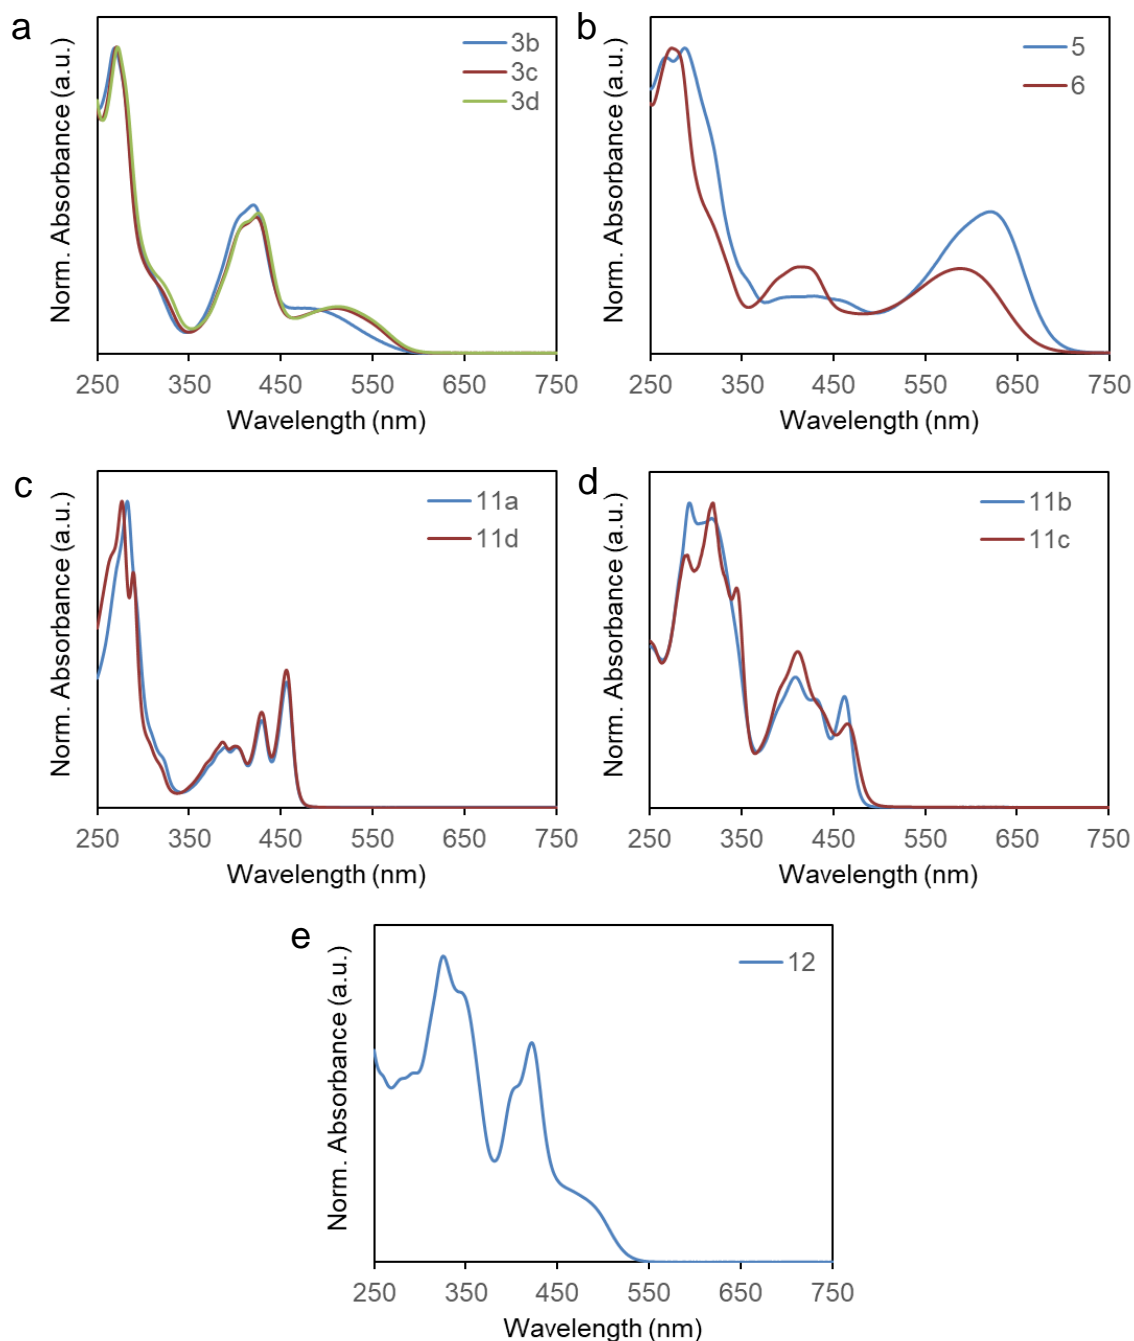 a
3b
3c
3d
Norm. Absorbance (a.u.)
250 350 450 550 650 750
Wavelength (nm)
b
5
6
Norm. Absorbance (a.u.)
250 350 450 550 650 750
Wavelength (nm)
c
11a
11d
Norm. Absorbance (a.u.)
250 350 450 550 650 750
Wavelength (nm)
d
11b
11c
Norm. Absorbance (a.u.)
250 350 450 550 650 750
Wavelength (nm)
e
12
Norm. Absorbance (a.u.)
250 350 450 550 650 750
Wavelength (nm)